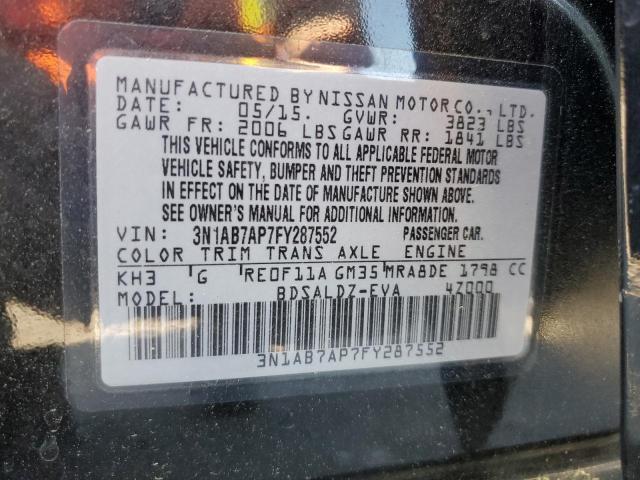 MANUFACTURED BY NISSAN MOTOR CO., LTD.
DATE: 05/15. GVWR: 3823 LBS
GAWR FR: 2006 LBS GAWR RR: 1841 LBS
THIS VEHICLE CONFORMS TO ALL APPLICABLE FEDERAL MOTOR
VEHICLE SAFETY, BUMPER AND THEFT PREVENTION STANDARDS
IN EFFECT ON THE DATE OF MANUFACTURE SHOWN ABOVE.
SEE OWNER'S MANUAL FOR ADDITIONAL INFORMATION.
VIN: 3N1AB7AP7FY287552 PASSENGER CAR.
COLOR TRIM TRANS AXLE ENGINE
KH3 G RE0F11A GM35 MRA8DE 1798 CC
MODEL: BDSALDZ-EVA 4Z000
3N1AB7AP7FY287552